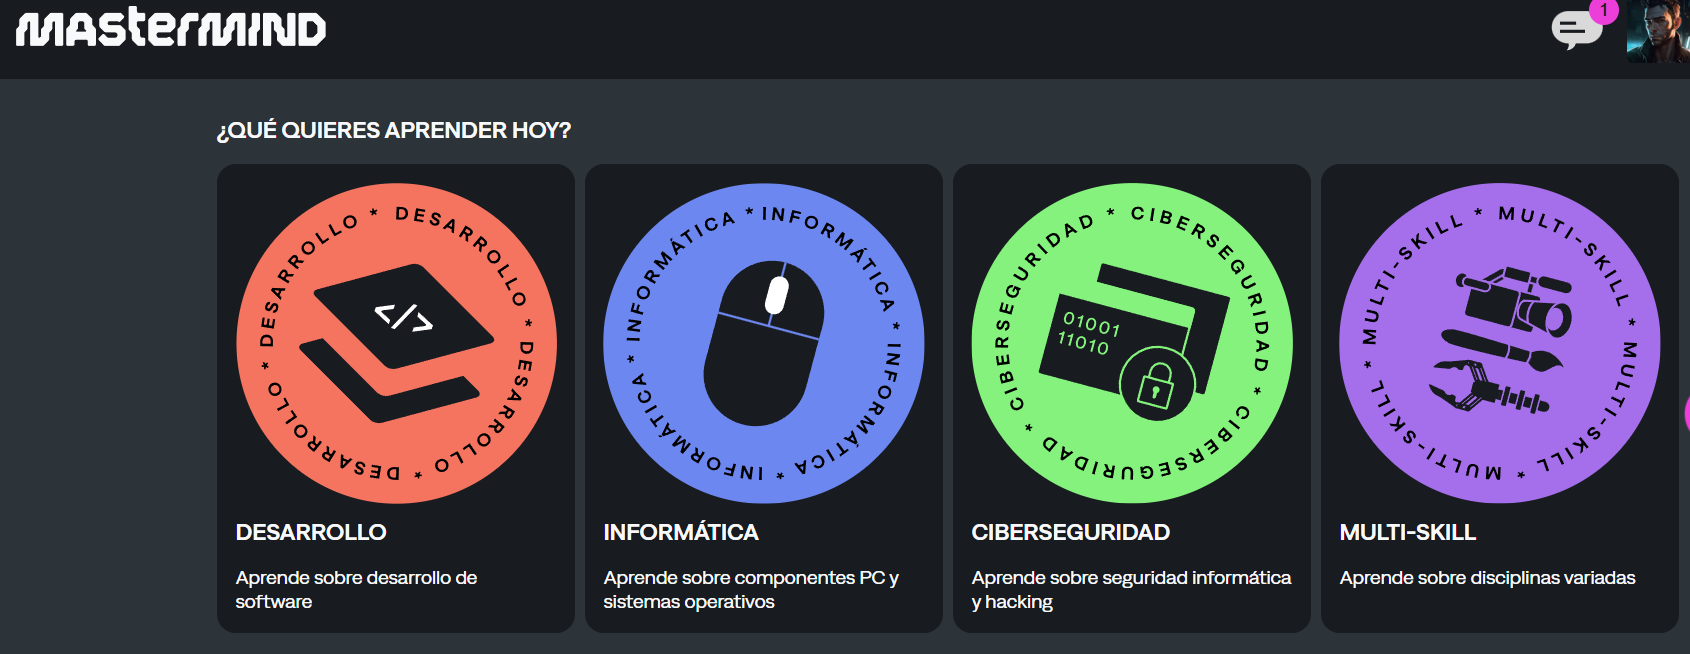 MASTERMIND
1
¿QUÉ QUIERES APRENDER HOY?
DESARROLLO * DESARROLLO * DESARROLLO * DESARROLLO *
</>
DESARROLLO
Aprende sobre desarrollo de
software
INFORMÁTICA * INFORMÁTICA * INFORMÁTICA * INFORMÁTICA *
INFORMÁTICA
Aprende sobre componentes PC y
sistemas operativos
CIBERSEGURIDAD * CIBERSEGURIDAD * CIBERSEGURIDAD * CIBERSEGURIDAD *
01001
11010
CIBERSEGURIDAD
Aprende sobre seguridad informática
y hacking
MULTI-SKILL * MULTI-SKILL * MULTI-SKILL * MULTI-SKILL * MULTI-SKILL *
MULTI-SKILL
Aprende sobre disciplinas variadas